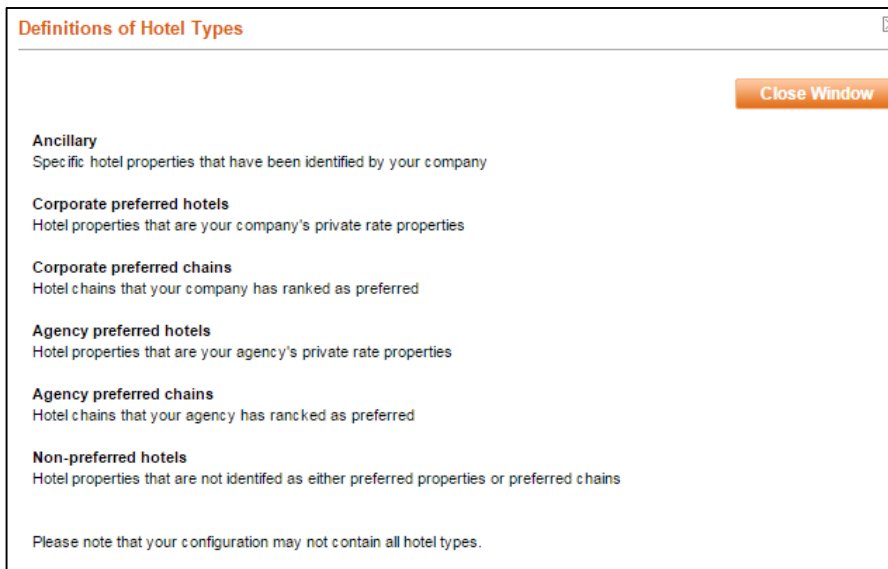 Definitions of Hotel Types
Close Window
Ancillary
Specific hotel properties that have been identified by your company
Corporate preferred hotels
Hotel properties that are your company's private rate properties
Corporate preferred chains
Hotel chains that your company has ranked as preferred
Agency preferred hotels
Hotel properties that are your agency's private rate properties
Agency preferred chains
Hotel chains that your agency has rancked as preferred
Non-preferred hotels
Hotel properties that are not identifed as either preferred properties or preferred chains
Please note that your configuration may not contain all hotel types.